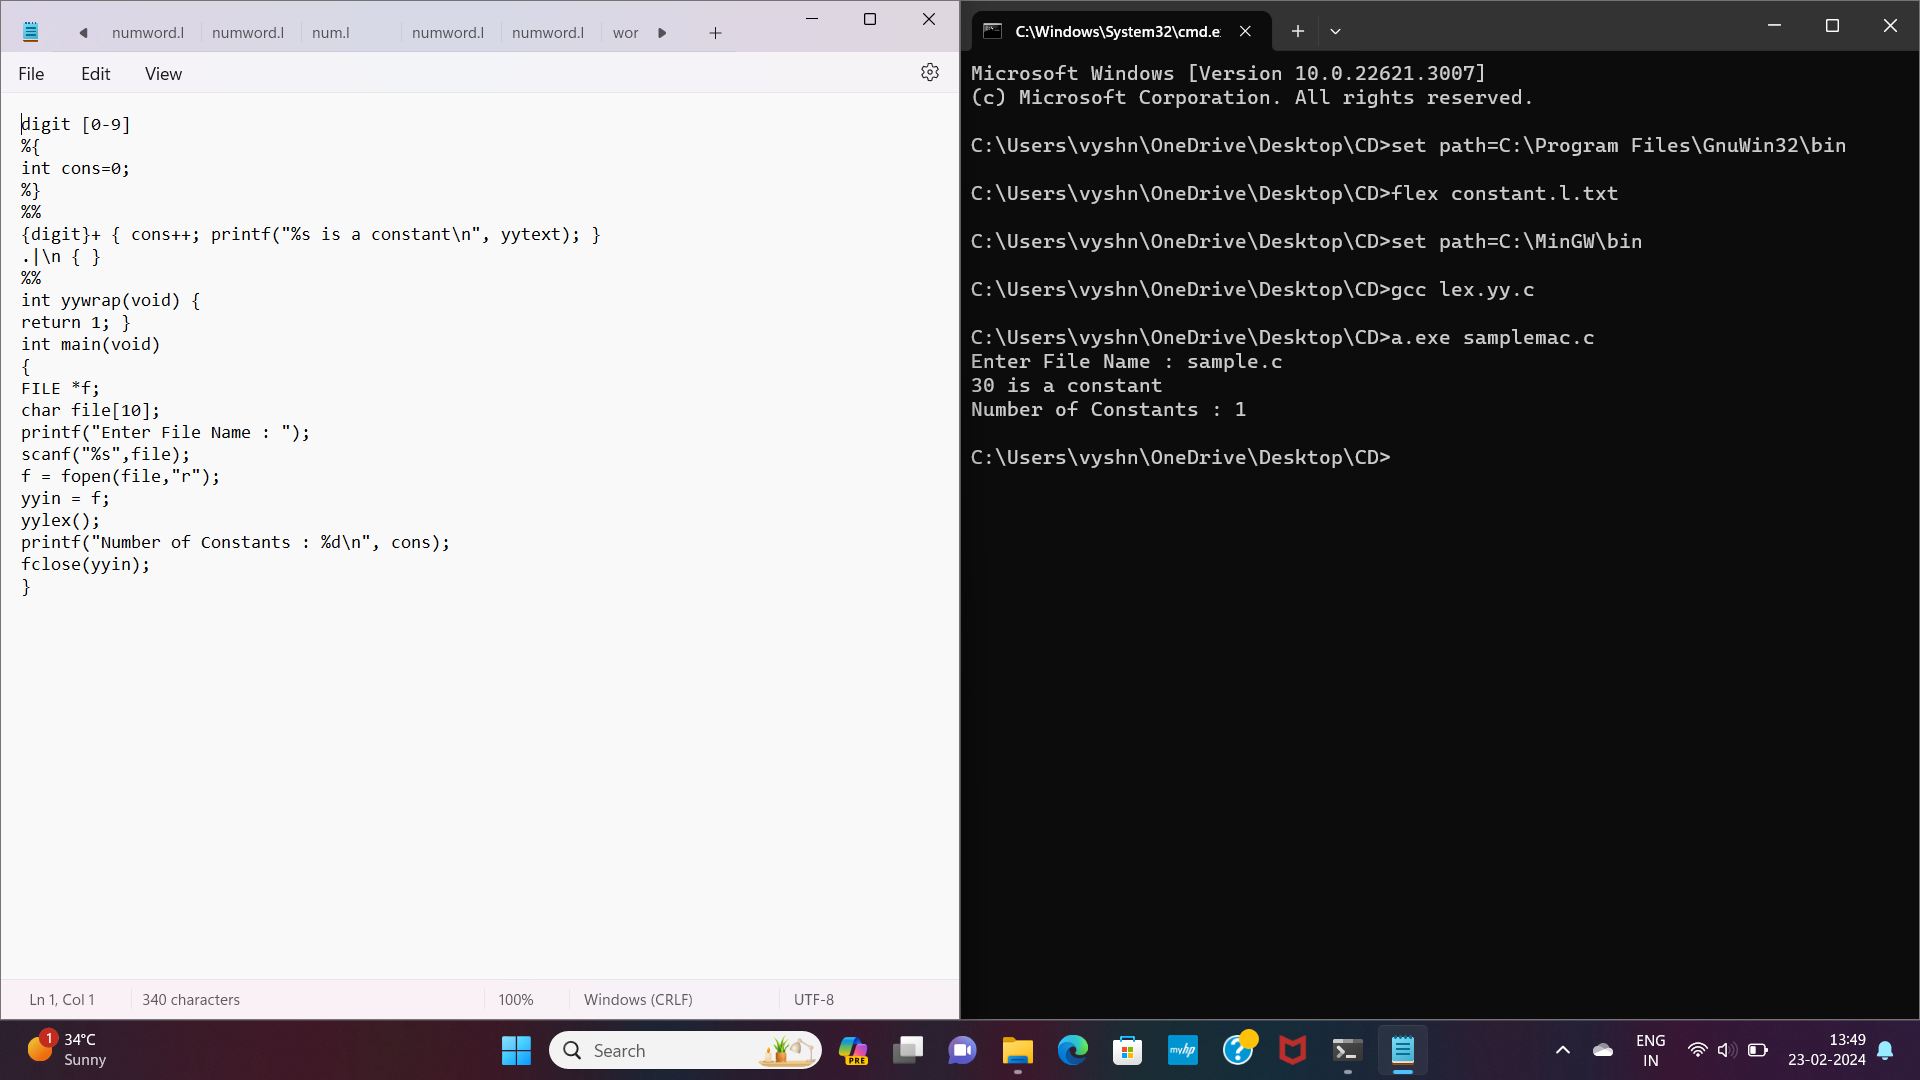 numword.l numword.l num.l numword.l numword.l wor
File Edit View
digit [0-9]
%{
int cons=0;
%}
%%
{digit}+ { cons++; printf("%s is a constant\n", yytext); }
.|\n { }
%%
int yywrap(void) {
return 1; }
int main(void)
{
FILE *f;
char file[10];
printf("Enter File Name : ");
scanf("%s",file);
f = fopen(file,"r");
yyin = f;
yylex();
printf("Number of Constants : %d\n", cons);
fclose(yyin);
}
Ln 1, Col 1 340 characters 100% Windows (CRLF) UTF-8
C:\Windows\System32\cmd.e
Microsoft Windows [Version 10.0.22621.3007]
(c) Microsoft Corporation. All rights reserved.
C:\Users\vyshn\OneDrive\Desktop\CD>set path=C:\Program Files\GnuWin32\bin
C:\Users\vyshn\OneDrive\Desktop\CD>flex constant.l.txt
C:\Users\vyshn\OneDrive\Desktop\CD>set path=C:\MinGW\bin
C:\Users\vyshn\OneDrive\Desktop\CD>gcc lex.yy.c
C:\Users\vyshn\OneDrive\Desktop\CD>a.exe samplemac.c
Enter File Name : sample.c
30 is a constant
Number of Constants : 1
C:\Users\vyshn\OneDrive\Desktop\CD>
1 34°C
Sunny
Search
PRE
myhp
ENG
IN
13:49
23-02-2024